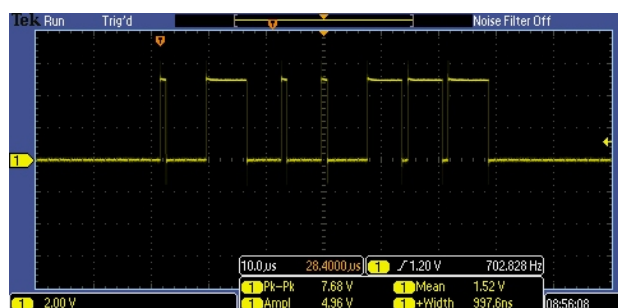 Tek Run Trig'd Noise Filter Off
T
T
1
10.0µs 28.4000µs 1 / 1.20 V 702.828 Hz
1 2.00 V 1 Pk-Pk 7.68 V 1 Mean 1.52 V
1 Ampl 4.96 V 1 +Width 997.6ns 08:56:08